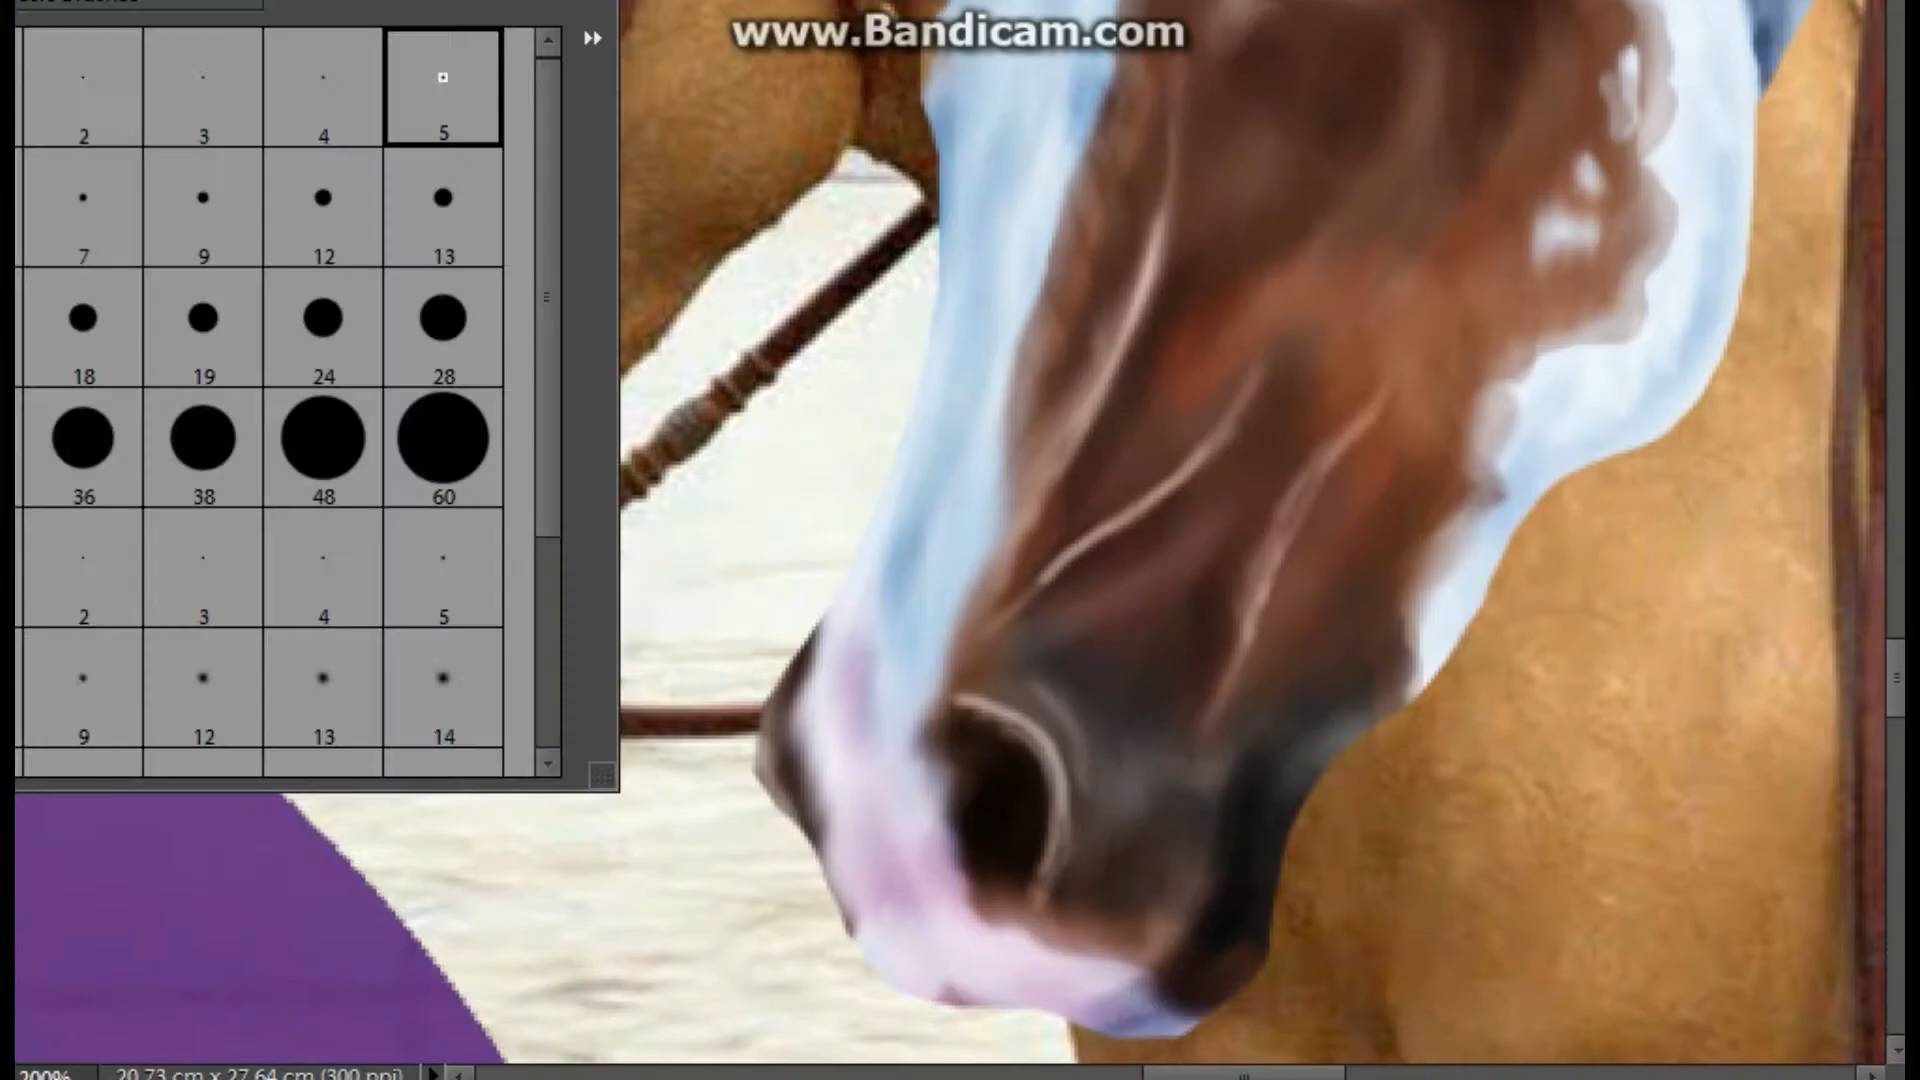 www.Bandicam.com
2 3 4 5
7 9 12 13
18 19 24 28
36 38 48 60
2 3 4 5
9 12 13 14
200% 20.73 cm x 27.64 cm (300 ppi)